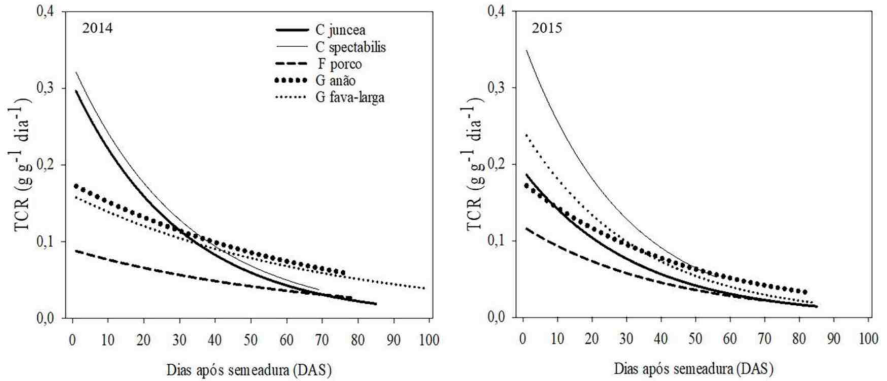 2014
C juncea
C spectabilis
F porco
G anão
G fava-larga
TCR (g g⁻¹ dia⁻¹)
0,4
0,3
0,2
0,1
0,0
0 10 20 30 40 50 60 70 80 90 100
Dias após semeadura (DAS)
2015
TCR (g g⁻¹ dia⁻¹)
0,4
0,3
0,2
0,1
0,0
0 10 20 30 40 50 60 70 80 90 100
Dias após semeadura (DAS)